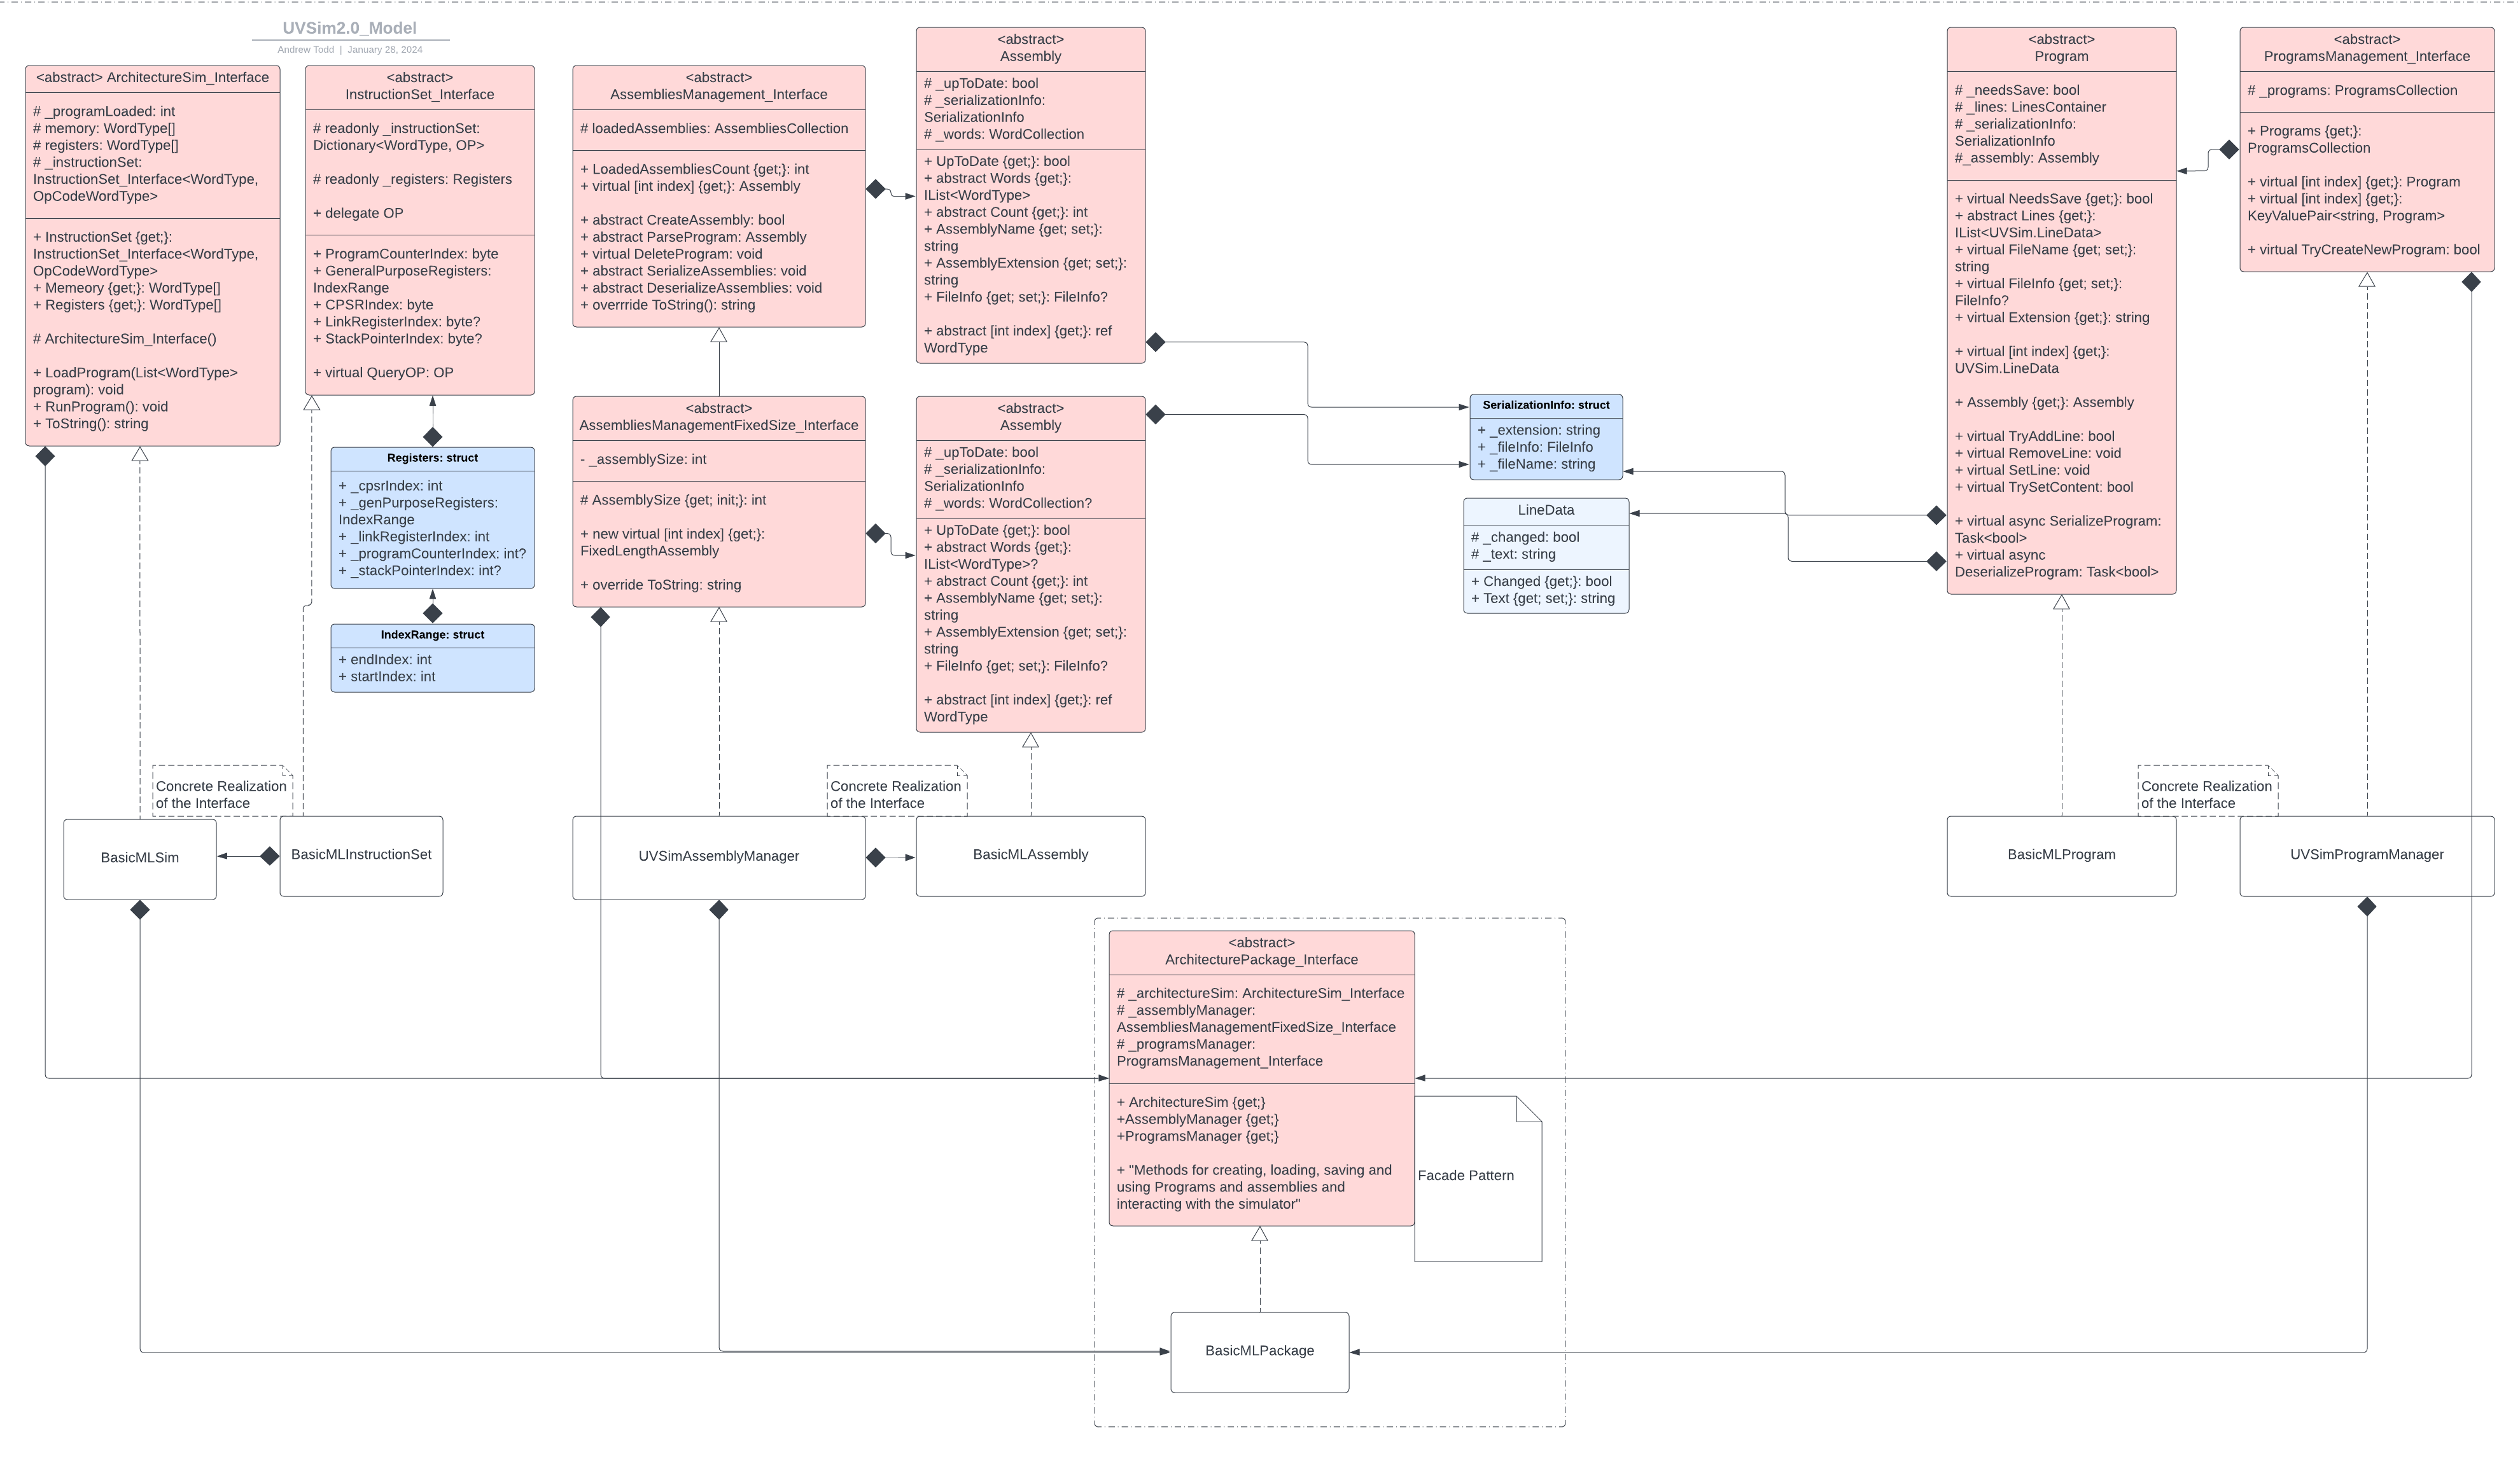 UVSim2.0_Model
Andrew Todd | January 28, 2024
<abstract> ArchitectureSim_Interface
# _programLoaded: int
# memory: WordType[]
# registers: WordType[]
# _instructionSet:
InstructionSet_Interface<WordType,
OpCodeWordType>
+ InstructionSet {get;}:
InstructionSet_Interface<WordType,
OpCodeWordType>
+ Memeory {get;}: WordType[]
+ Registers {get;}: WordType[]
# ArchitectureSim_Interface()
+ LoadProgram(List<WordType>
program): void
+ RunProgram(): void
+ ToString(): string
<abstract>
InstructionSet_Interface
# readonly _instructionSet:
Dictionary<WordType, OP>
# readonly _registers: Registers
+ delegate OP
+ ProgramCounterIndex: byte
+ GeneralPurposeRegisters:
IndexRange
+ CPSRIndex: byte
+ LinkRegisterIndex: byte?
+ StackPointerIndex: byte?
+ virtual QueryOP: OP
Registers: struct
+ _cpsrIndex: int
+ _genPurposeRegisters:
IndexRange
+ _linkRegisterIndex: int
+ _programCounterIndex: int?
+ _stackPointerIndex: int?
IndexRange: struct
+ endIndex: int
+ startIndex: int
<abstract>
AssembliesManagement_Interface
# loadedAssemblies: AssembliesCollection
+ LoadedAssembliesCount {get;}: int
+ virtual [int index] {get;}: Assembly
+ abstract CreateAssembly: bool
+ abstract ParseProgram: Assembly
+ virtual DeleteProgram: void
+ abstract SerializeAssemblies: void
+ abstract DeserializeAssemblies: void
+ overrride ToString(): string
<abstract>
AssembliesManagementFixedSize_Interface
- _assemblySize: int
# AssemblySize {get; init;}: int
+ new virtual [int index] {get;}:
FixedLengthAssembly
+ override ToString: string
<abstract>
Assembly
# _upToDate: bool
# _serializationInfo:
SerializationInfo
# _words: WordCollection
+ UpToDate {get;}: bool
+ abstract Words {get;}:
IList<WordType>
+ abstract Count {get;}: int
+ AssemblyName {get; set;}:
string
+ AssemblyExtension {get; set;}:
string
+ FileInfo {get; set;}: FileInfo?
+ abstract [int index] {get;}: ref
WordType
<abstract>
Assembly
# _upToDate: bool
# _serializationInfo:
SerializationInfo
# _words: WordCollection?
+ UpToDate {get;}: bool
+ abstract Words {get;}:
IList<WordType>?
+ abstract Count {get;}: int
+ AssemblyName {get; set;}:
string
+ AssemblyExtension {get; set;}:
string
+ FileInfo {get; set;}: FileInfo?
+ abstract [int index] {get;}: ref
WordType
SerializationInfo: struct
+ _extension: string
+ _fileInfo: FileInfo
+ _fileName: string
LineData
# _changed: bool
# _text: string
+ Changed {get;}: bool
+ Text {get; set;}: string
<abstract>
Program
# _needsSave: bool
# _lines: LinesContainer
# _serializationInfo:
SerializationInfo
#_assembly: Assembly
+ virtual NeedsSave {get;}: bool
+ abstract Lines {get;}:
IList<UVSim.LineData>
+ virtual FileName {get; set;}:
string
+ virtual FileInfo {get; set;}:
FileInfo?
+ virtual Extension {get;}: string
+ virtual [int index] {get;}:
UVSim.LineData
+ Assembly {get;}: Assembly
+ virtual TryAddLine: bool
+ virtual RemoveLine: void
+ virtual SetLine: void
+ virtual TrySetContent: bool
+ virtual async SerializeProgram:
Task<bool>
+ virtual async
DeserializeProgram: Task<bool>
<abstract>
ProgramsManagement_Interface
# _programs: ProgramsCollection
+ Programs {get;}:
ProgramsCollection
+ virtual [int index] {get;}: Program
+ virtual [int index] {get;}:
KeyValuePair<string, Program>
+ virtual TryCreateNewProgram: bool
Concrete Realization
of the Interface
Concrete Realization
of the Interface
Concrete Realization
of the Interface
BasicMLSim
BasicMLInstructionSet
UVSimAssemblyManager
BasicMLAssembly
BasicMLProgram
UVSimProgramManager
<abstract>
ArchitecturePackage_Interface
# _architectureSim: ArchitectureSim_Interface
# _assemblyManager:
AssembliesManagementFixedSize_Interface
# _programsManager:
ProgramsManagement_Interface
+ ArchitectureSim {get;}
+AssemblyManager {get;}
+ProgramsManager {get;}
+ "Methods for creating, loading, saving and
using Programs and assemblies and
interacting with the simulator"
Facade Pattern
BasicMLPackage